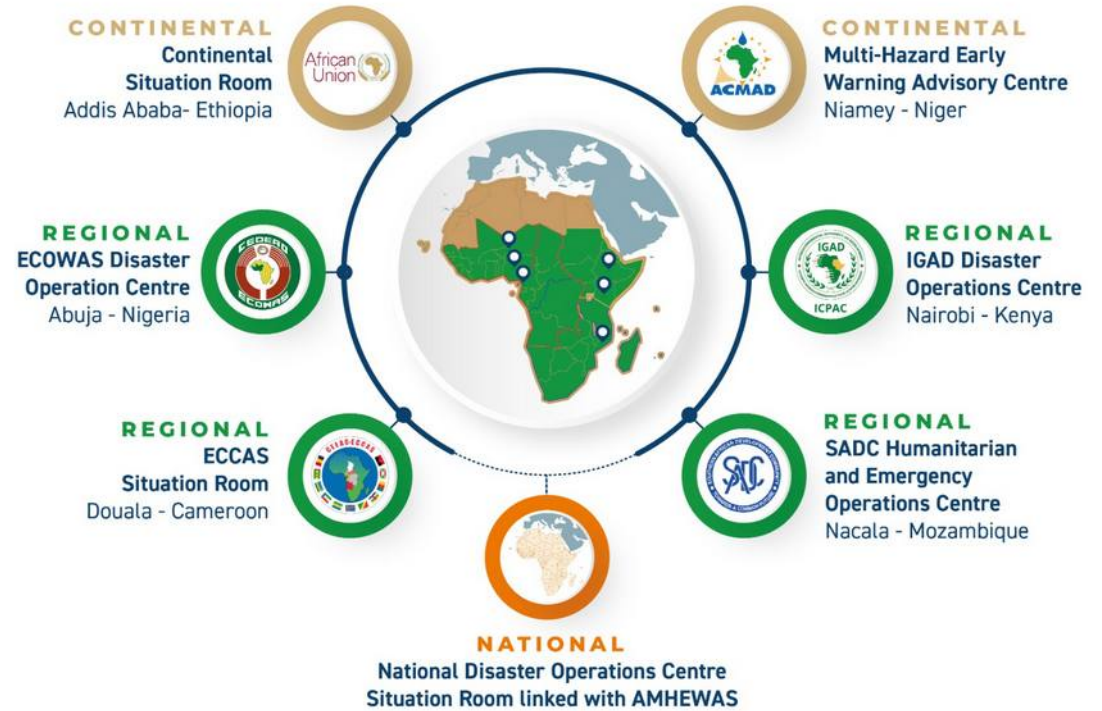 CONTINENTAL
Continental
Situation Room
Addis Ababa- Ethiopia
African
Union
CONTINENTAL
Multi-Hazard Early
Warning Advisory Centre
Niamey - Niger
ACMAD
REGIONAL
ECOWAS Disaster
Operation Centre
Abuja - Nigeria
CEDEAO
ECOWAS
REGIONAL
IGAD Disaster
Operations Centre
Nairobi - Kenya
IGAD
ICPAC
REGIONAL
ECCAS
Situation Room
Douala - Cameroon
REGIONAL
SADC Humanitarian
and Emergency
Operations Centre
Nacala - Mozambique
SADC
NATIONAL
National Disaster Operations Centre
Situation Room linked with AMHEWAS